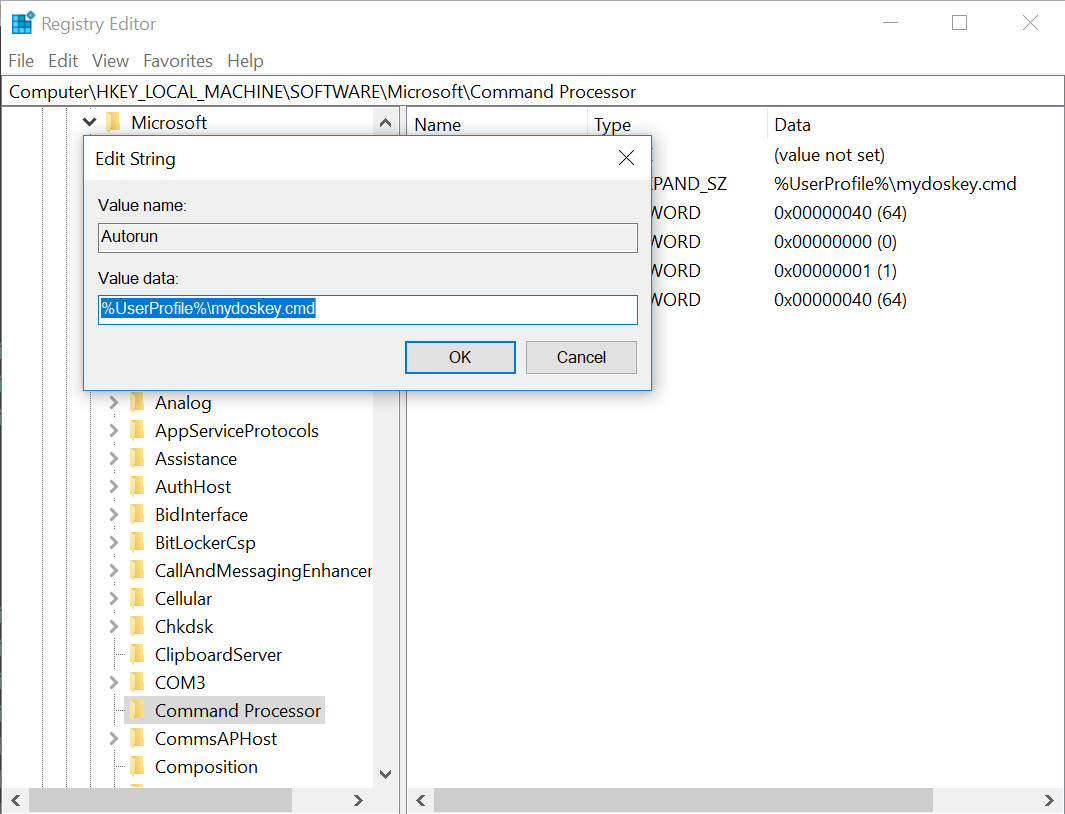 Registry Editor
File Edit View Favorites Help
Computer\HKEY_LOCAL_MACHINE\SOFTWARE\Microsoft\Command Processor
Microsoft
Name Type Data
(value not set)
PAND_SZ %UserProfile%\mydoskey.cmd
WORD 0x00000040 (64)
WORD 0x00000000 (0)
WORD 0x00000001 (1)
WORD 0x00000040 (64)
Edit String
Value name:
Autorun
Value data:
%UserProfile%\mydoskey.cmd
OK Cancel
Analog
AppServiceProtocols
Assistance
AuthHost
BidInterface
BitLockerCsp
CallAndMessagingEnhancer
Cellular
Chkdsk
ClipboardServer
COM3
Command Processor
CommsAPHost
Composition